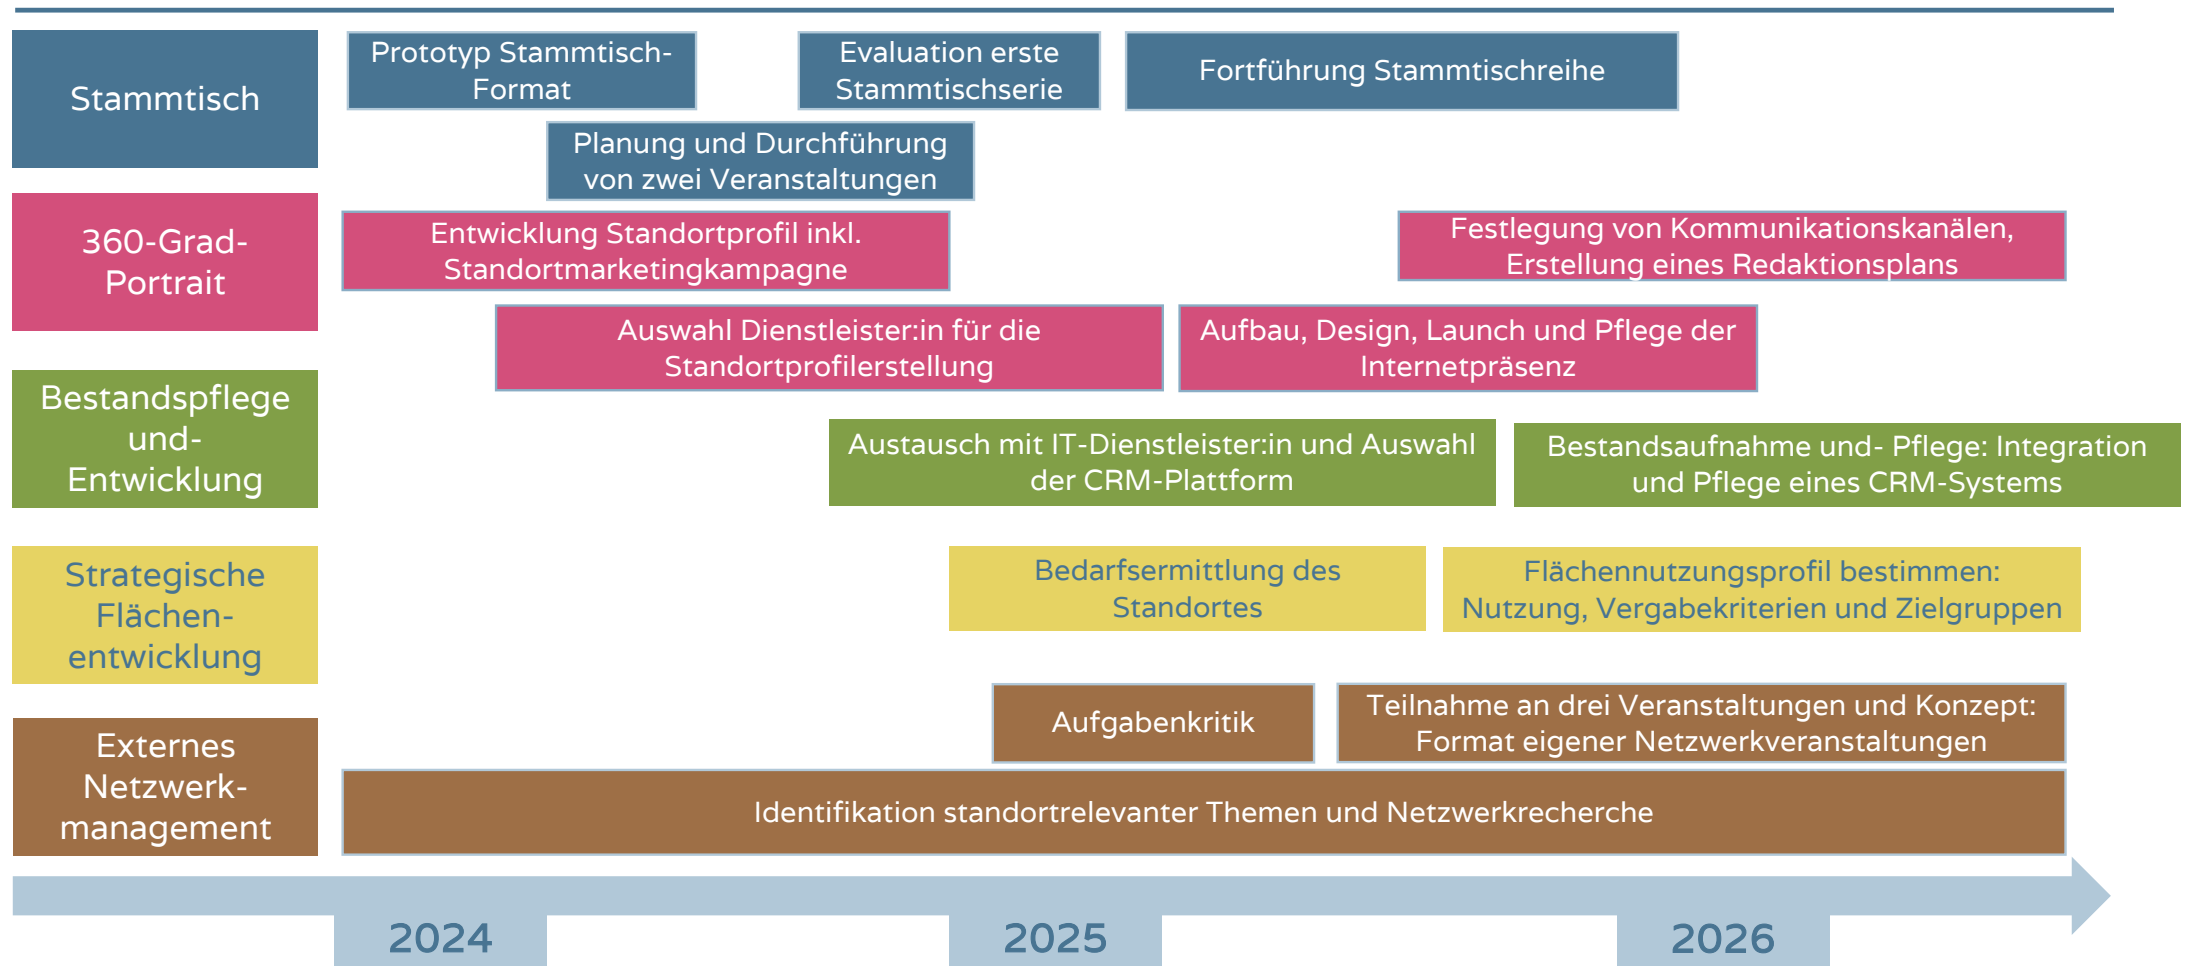 Stammtisch
Prototyp Stammtisch-
Format
Evaluation erste
Stammtischserie
Fortführung Stammtischreihe
Planung und Durchführung
von zwei Veranstaltungen
360-Grad-
Portrait
Entwicklung Standortprofil inkl.
Standortmarketingkampagne
Festlegung von Kommunikationskanälen,
Erstellung eines Redaktionsplans
Auswahl Dienstleister:in für die
Standortprofilerstellung
Aufbau, Design, Launch und Pflege der
Internetpräsenz
Bestandspflege
und-
Entwicklung
Austausch mit IT-Dienstleister:in und Auswahl
der CRM-Plattform
Bestandsaufnahme und- Pflege: Integration
und Pflege eines CRM-Systems
Strategische
Flächen-
entwicklung
Bedarfsermittlung des
Standortes
Flächennutzungsprofil bestimmen:
Nutzung, Vergabekriterien und Zielgruppen
Externes
Netzwerk-
management
Aufgabenkritik
Teilnahme an drei Veranstaltungen und Konzept:
Format eigener Netzwerkveranstaltungen
Identifikation standortrelevanter Themen und Netzwerkrecherche
2024
2025
2026